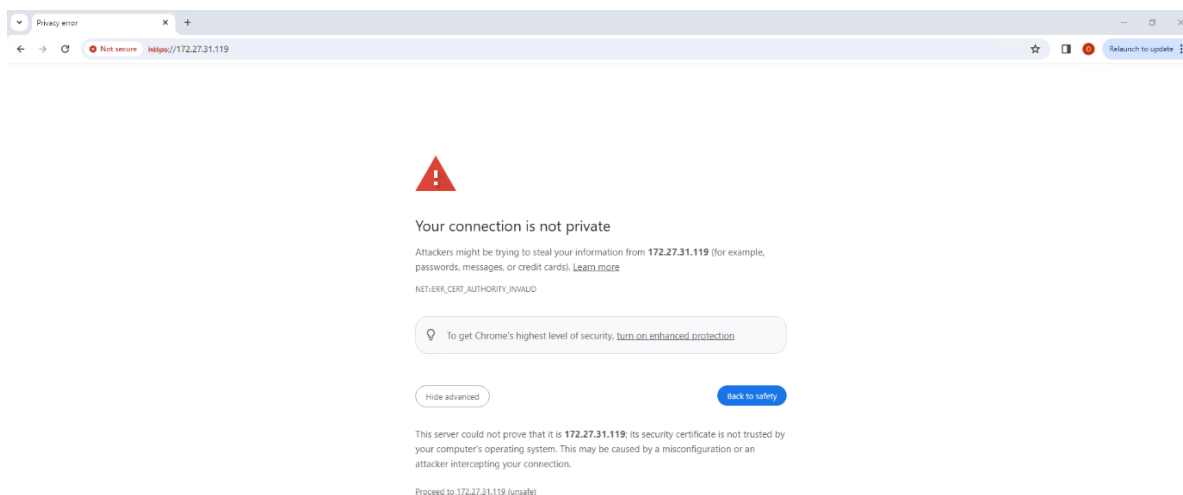 Privacy error
Not secure https://172.27.31.119
Relaunch to update
Your connection is not private
Attackers might be trying to steal your information from 172.27.31.119 (for example,
passwords, messages, or credit cards). Learn more
NET::ERR_CERT_AUTHORITY_INVALID
To get Chrome's highest level of security, turn on enhanced protection
Hide advanced
Back to safety
This server could not prove that it is 172.27.31.119; its security certificate is not trusted by
your computer's operating system. This may be caused by a misconfiguration or an
attacker intercepting your connection.
Proceed to 172.27.31.119 (unsafe)